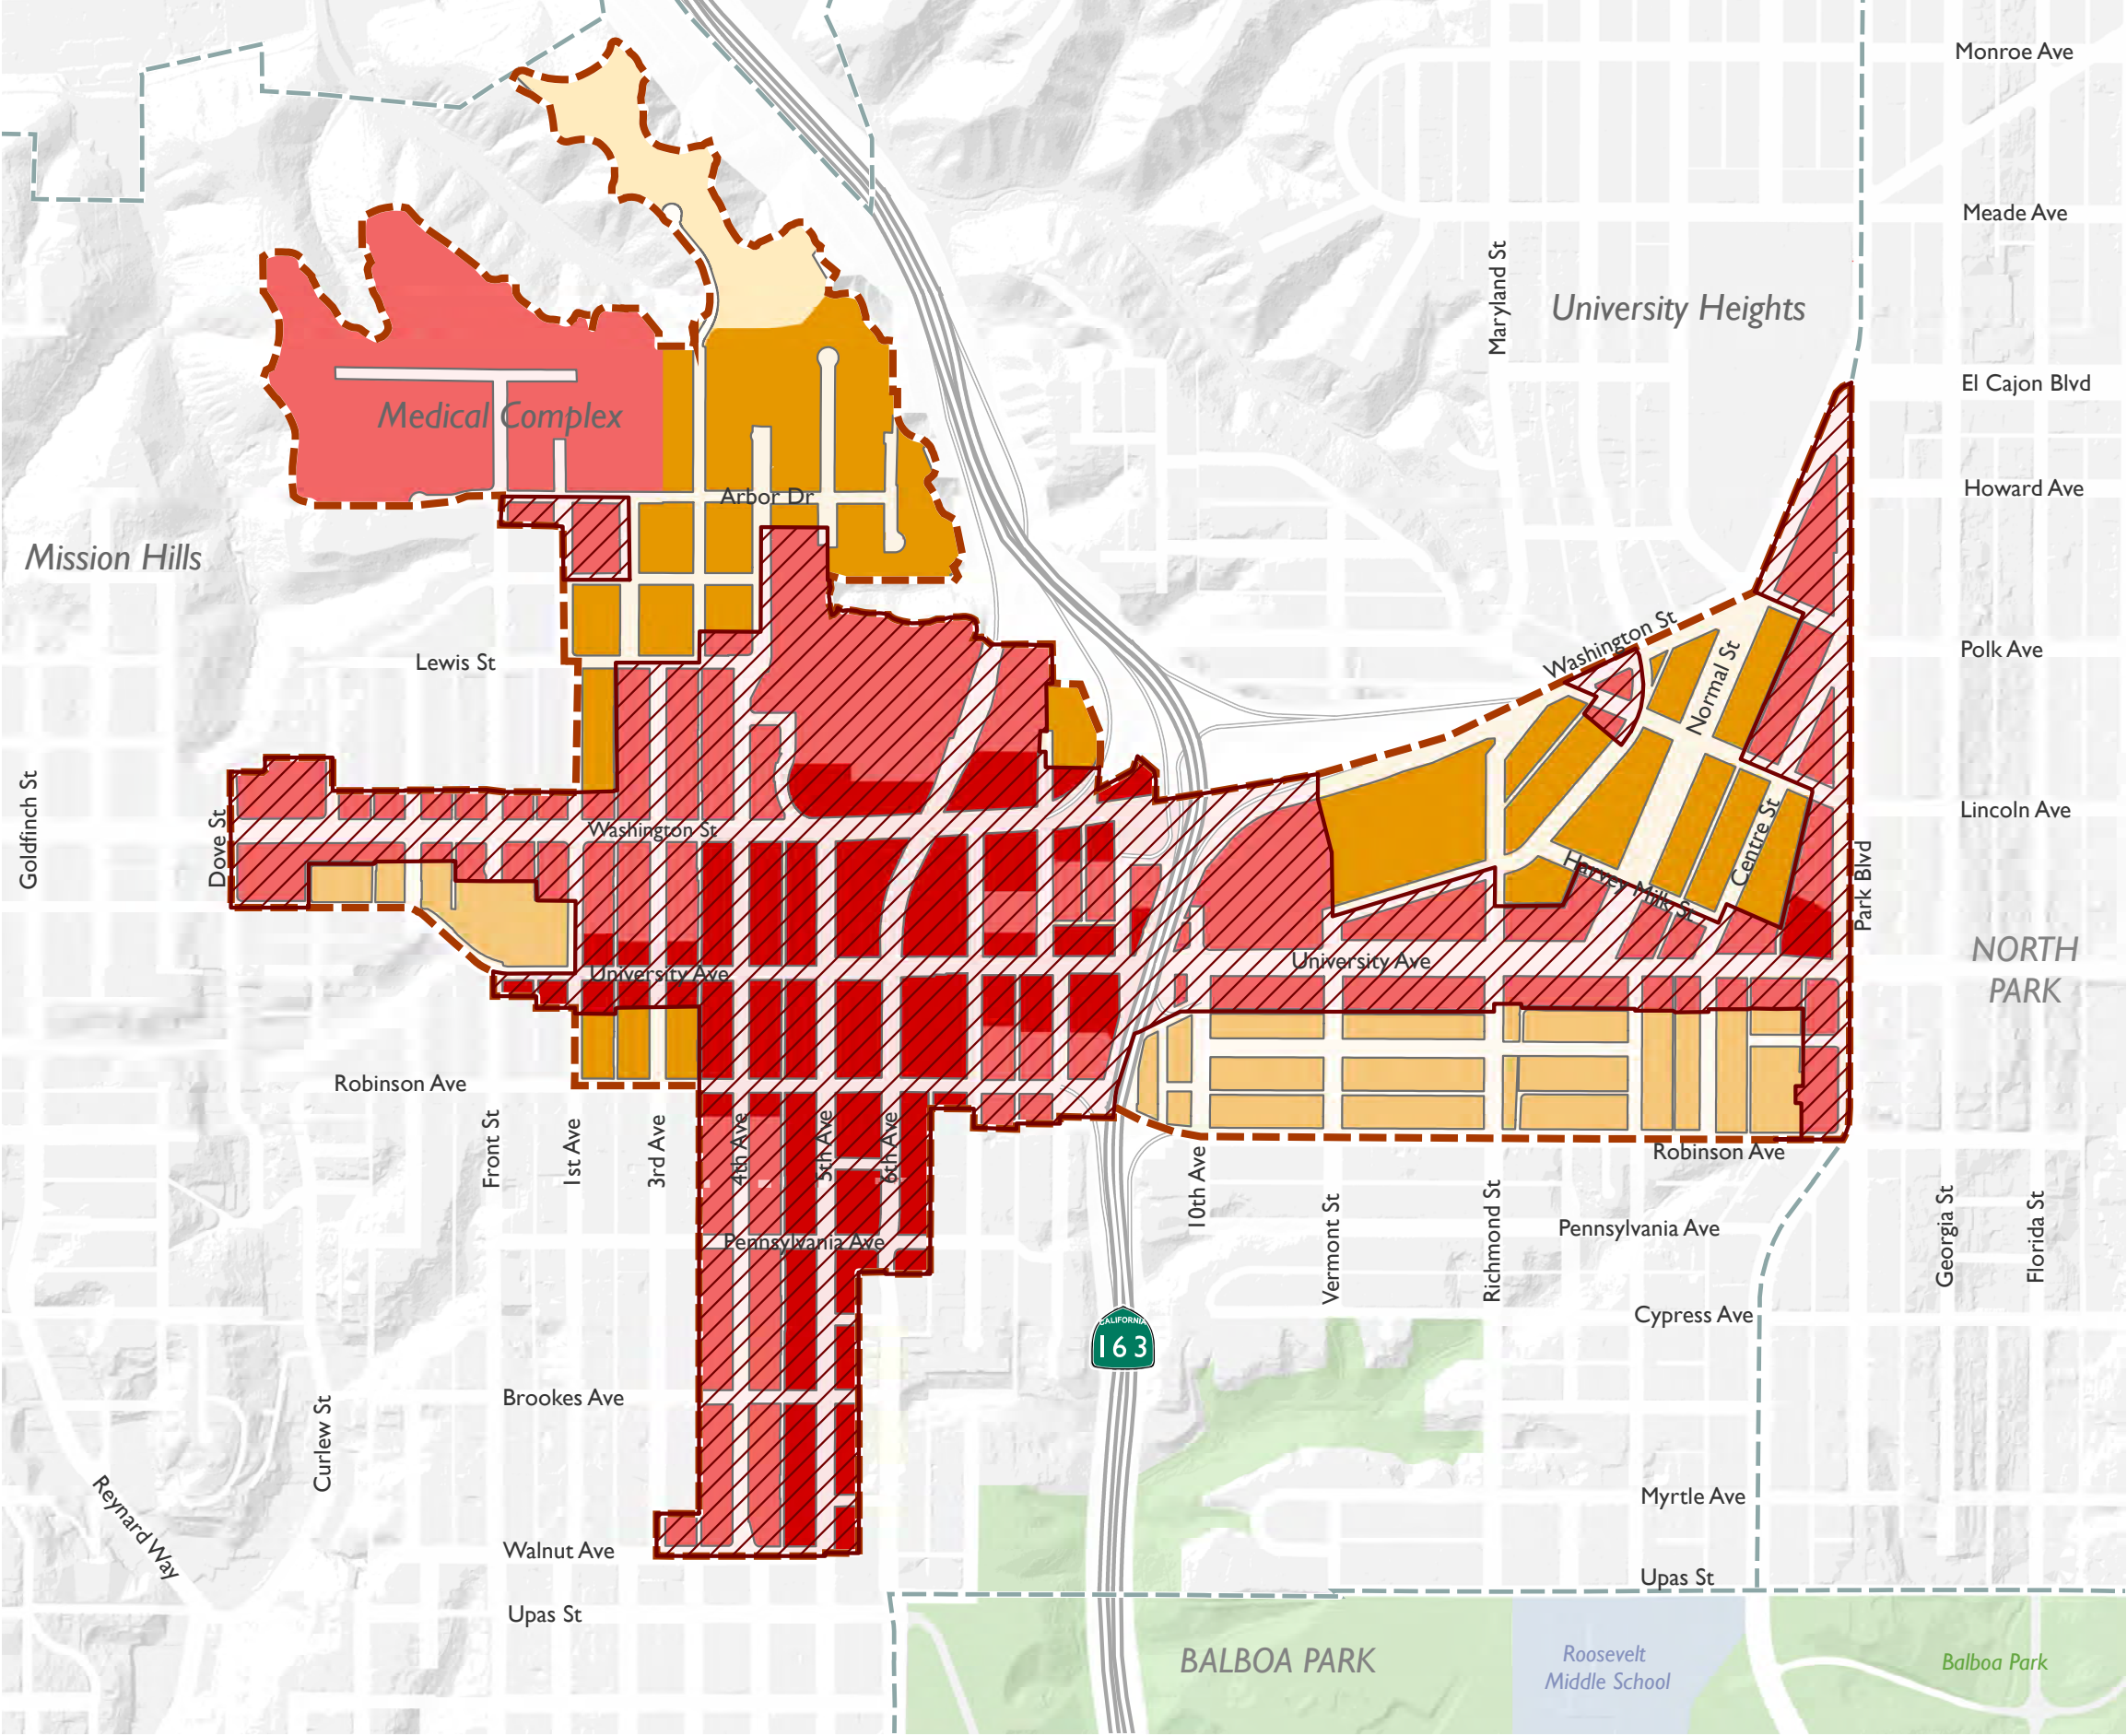 Monroe Ave
Meade Ave
Maryland St
University Heights
El Cajon Blvd
Medical Complex
Howard Ave
Arbor Dr
Mission Hills
Washington St
Polk Ave
Lewis St
Normal St
Goldfinch St
Dove St
Washington St
Lincoln Ave
Centre St
Harvey Milk St
Park Blvd
University Ave
University Ave
NORTH
PARK
Robinson Ave
Front St
1st Ave
3rd Ave
4th Ave
5th Ave
6th Ave
10th Ave
Vermont St
Richmond St
Robinson Ave
Pennsylvania Ave
Pennsylvania Ave
Georgia St
Florida St
CALIFORNIA
163
Cypress Ave
Brookes Ave
Curlew St
Reynard Way
Myrtle Ave
Walnut Ave
Upas St
Upas St
BALBOA PARK
Roosevelt
Middle School
Balboa Park